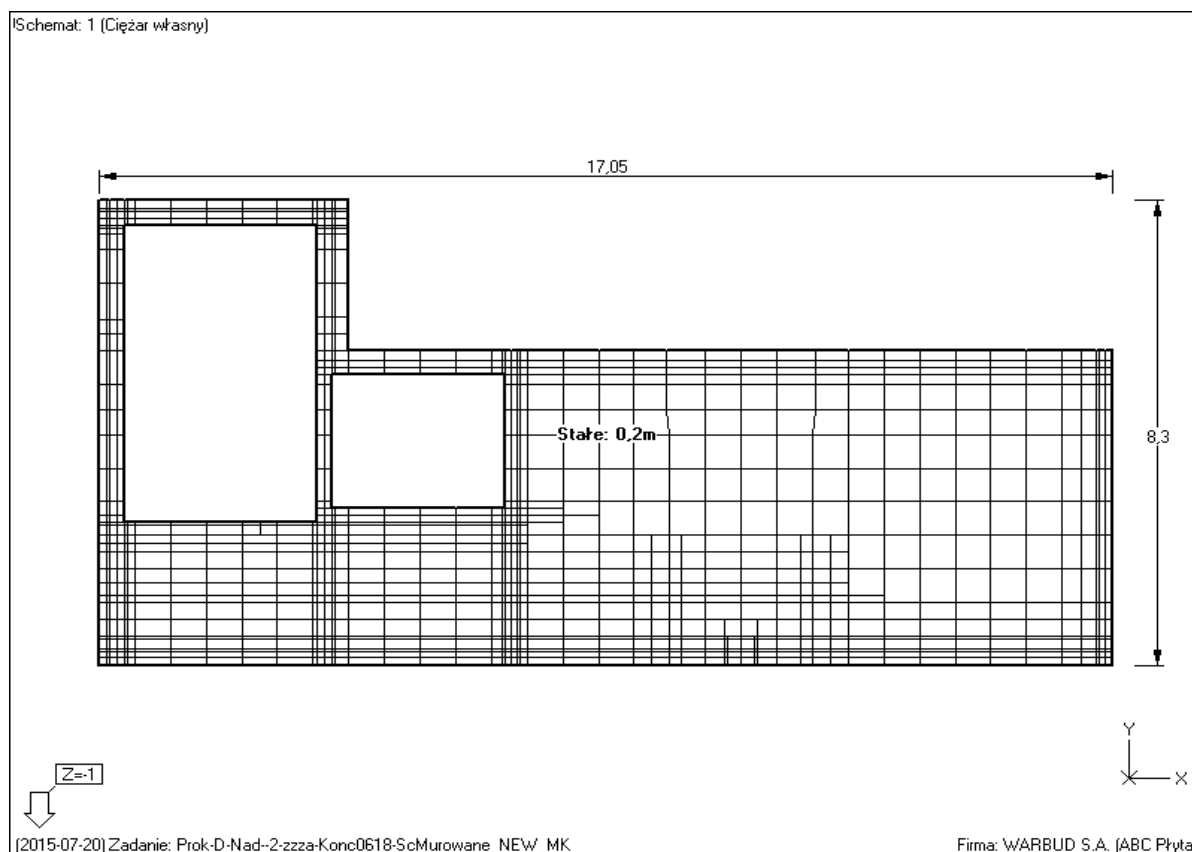 !Schemat: 1 (Ciężar własny)
17,05
Stałe: 0,2m
8,3
Y
X
Z=-1
(2015-07-20) Zadanie: Prok-D-Nad--2-zzza-Konc0618-ScMurowane_NEW_MK
Firma: WARBUD S.A. (ABC Płyta